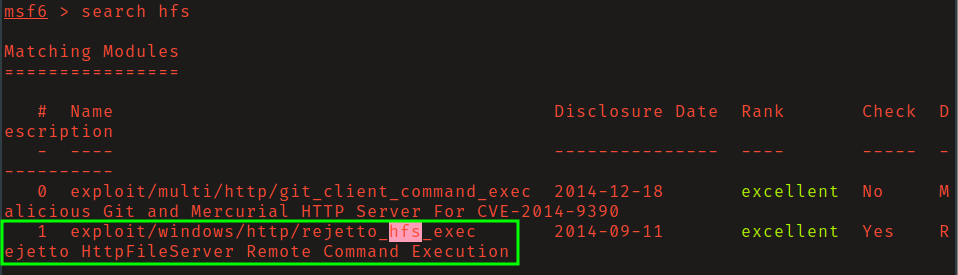 msf6 > search hfs
Matching Modules
================
# Name Disclosure Date Rank Check D
escription
- ---- --------------- ---- ----- -
----------
0 exploit/multi/http/git_client_command_exec 2014-12-18 excellent No M
alicious Git and Mercurial HTTP Server For CVE-2014-9390
1 exploit/windows/http/rejetto_hfs_exec 2014-09-11 excellent Yes R
ejetto HttpFileServer Remote Command Execution